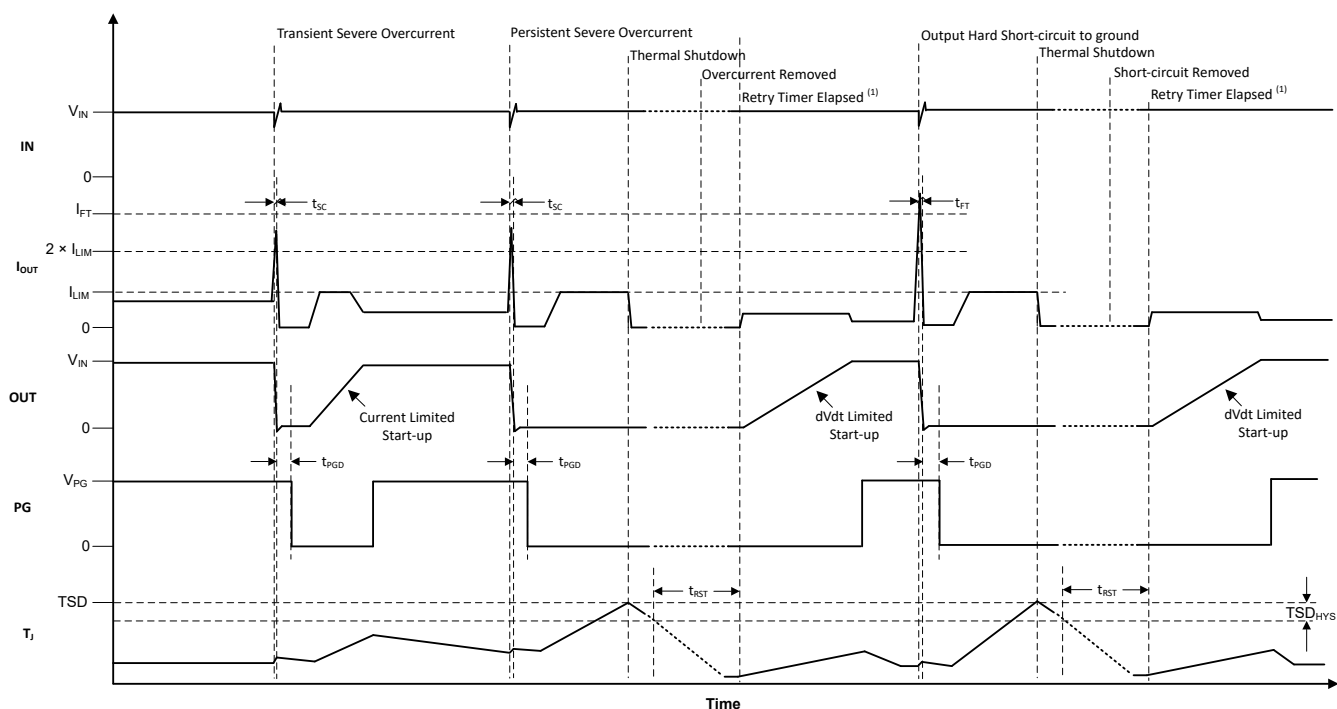 Transient Severe Overcurrent
Persistent Severe Overcurrent
Output Hard Short-circuit to ground
Thermal Shutdown
Thermal Shutdown
Overcurrent Removed
Short-circuit Removed
Retry Timer Elapsed (1)
Retry Timer Elapsed (1)
VIN
IN
0
IFT
tSC
tSC
tFT
2 × ILIM
IOUT
ILIM
0
VIN
OUT
Current Limited
Start-up
dVdt Limited
Start-up
dVdt Limited
Start-up
0
tPGD
tPGD
tPGD
VPG
PG
0
tRST
tRST
TSD
TSDHYS
TJ
Time